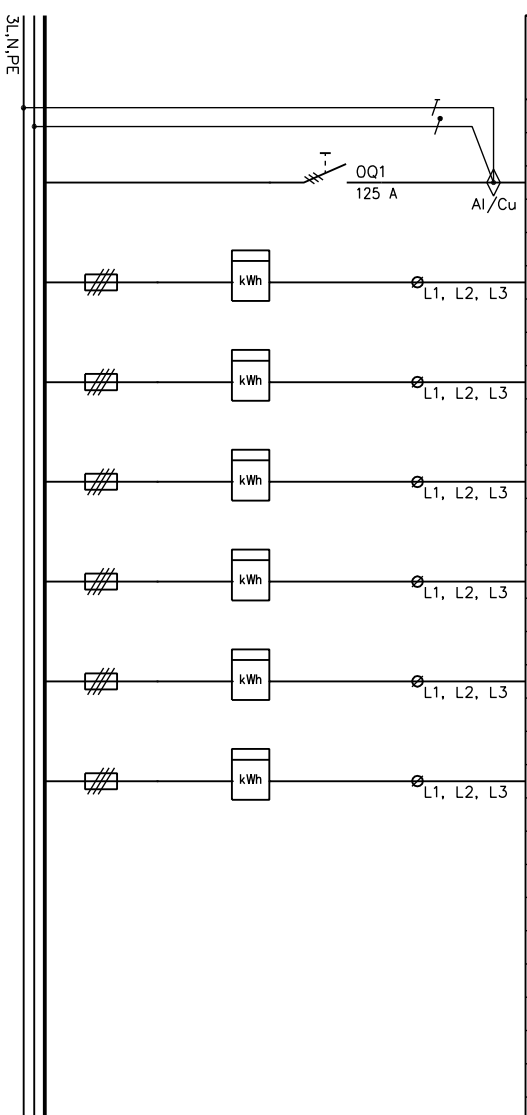 3L,N,PE
0Q1
125 A
Al/Cu
kWh
L1, L2, L3
kWh
L1, L2, L3
kWh
L1, L2, L3
kWh
L1, L2, L3
kWh
L1, L2, L3
kWh
L1, L2, L3